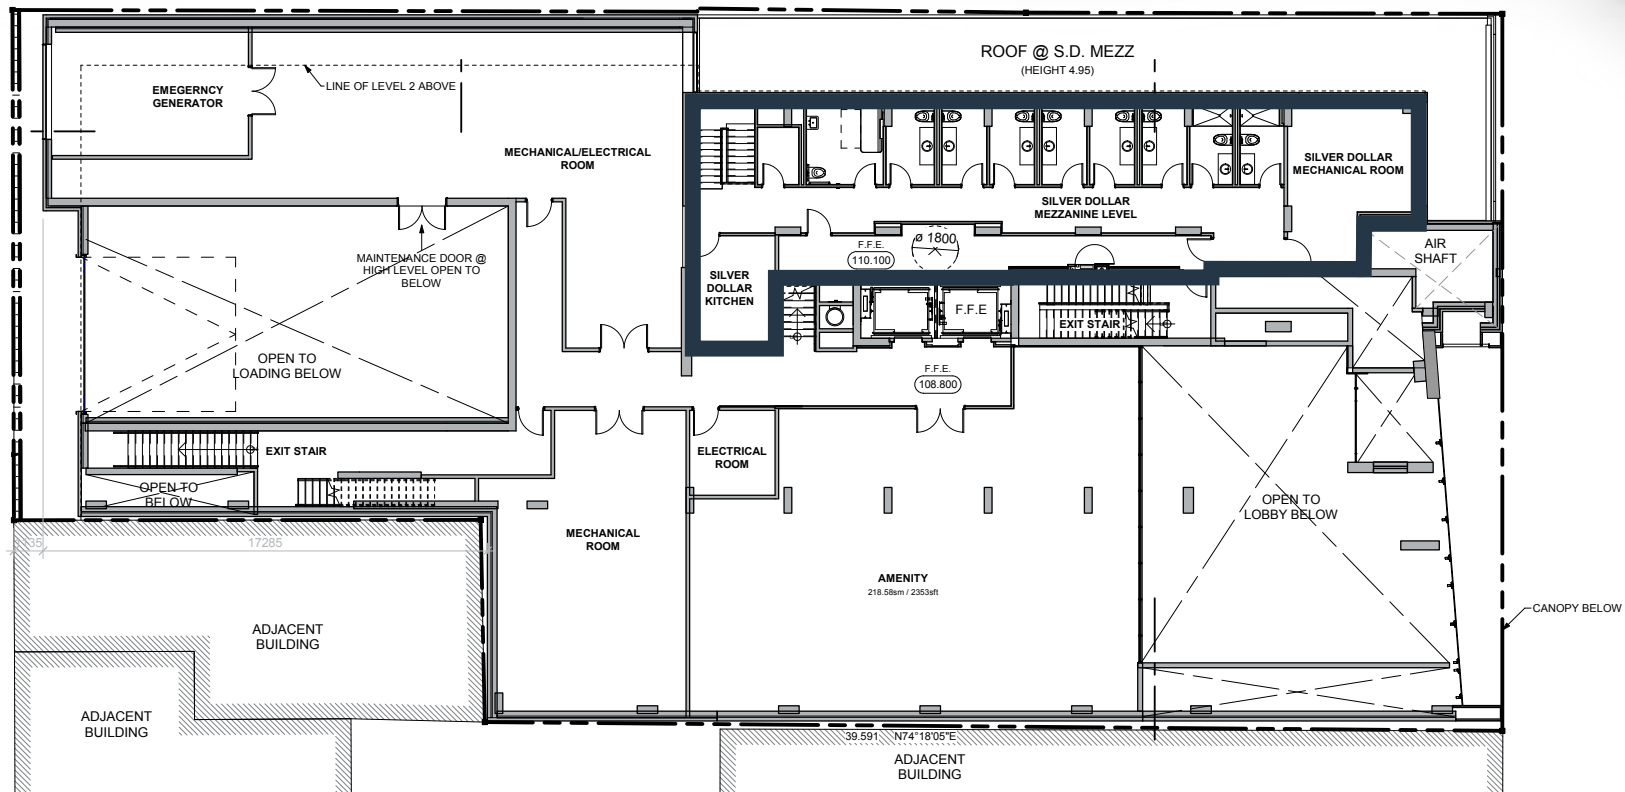 ROOF @ S.D. MEZZ
(HEIGHT 4.95)
LINE OF LEVEL 2 ABOVE
EMEGERNCY
GENERATOR
MECHANICAL/ELECTRICAL
ROOM
SILVER DOLLAR
MECHANICAL ROOM
SILVER DOLLAR
MEZZANINE LEVEL
ø 1800
F.F.E.
110.100
AIR
SHAFT
MAINTENANCE DOOR @
HIGH LEVEL OPEN TO
BELOW
SILVER
DOLLAR
KITCHEN
F.F.E
EXIT STAIR
OPEN TO
LOADING BELOW
F.F.E.
108.800
EXIT STAIR
ELECTRICAL
ROOM
OPEN TO
BELOW
OPEN TO
LOBBY BELOW
MECHANICAL
ROOM
17285
AMENITY
218.58sm / 2353sft
CANOPY BELOW
ADJACENT
BUILDING
ADJACENT
BUILDING
39.591 N74°18'05"E
ADJACENT
BUILDING